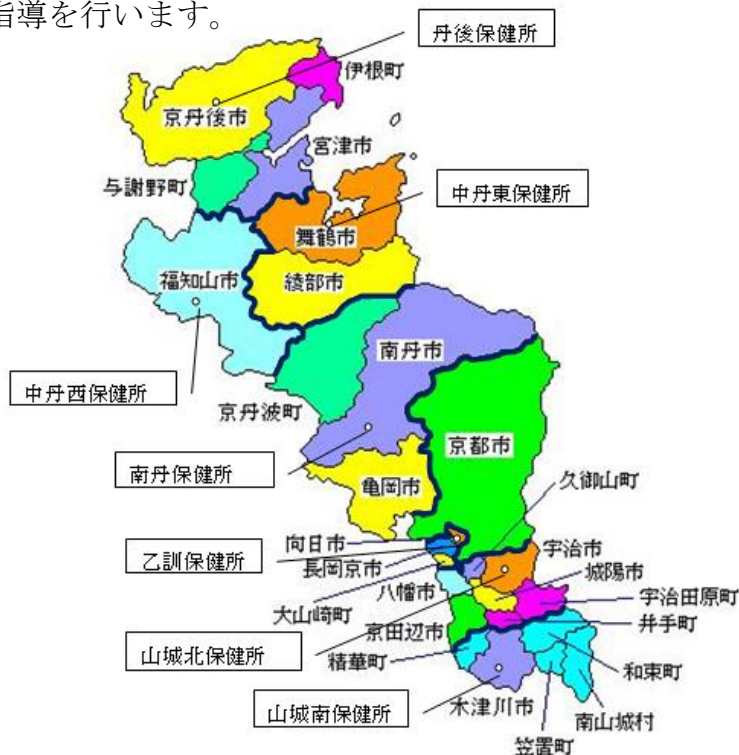 指導を行います。
丹後保健所
伊根町
京丹後市
宮津市
与謝野町
中丹東保健所
舞鶴市
福知山市
綾部市
南丹市
中丹西保健所
京丹波町
京都市
南丹保健所
亀岡市
久御山町
向日市
宇治市
乙訓保健所
長岡京市
城陽市
八幡市
大山崎町
宇治田原町
京田辺市
井手町
山城北保健所
精華町
和東町
木津川市
山城南保健所
南山城村
笠置町